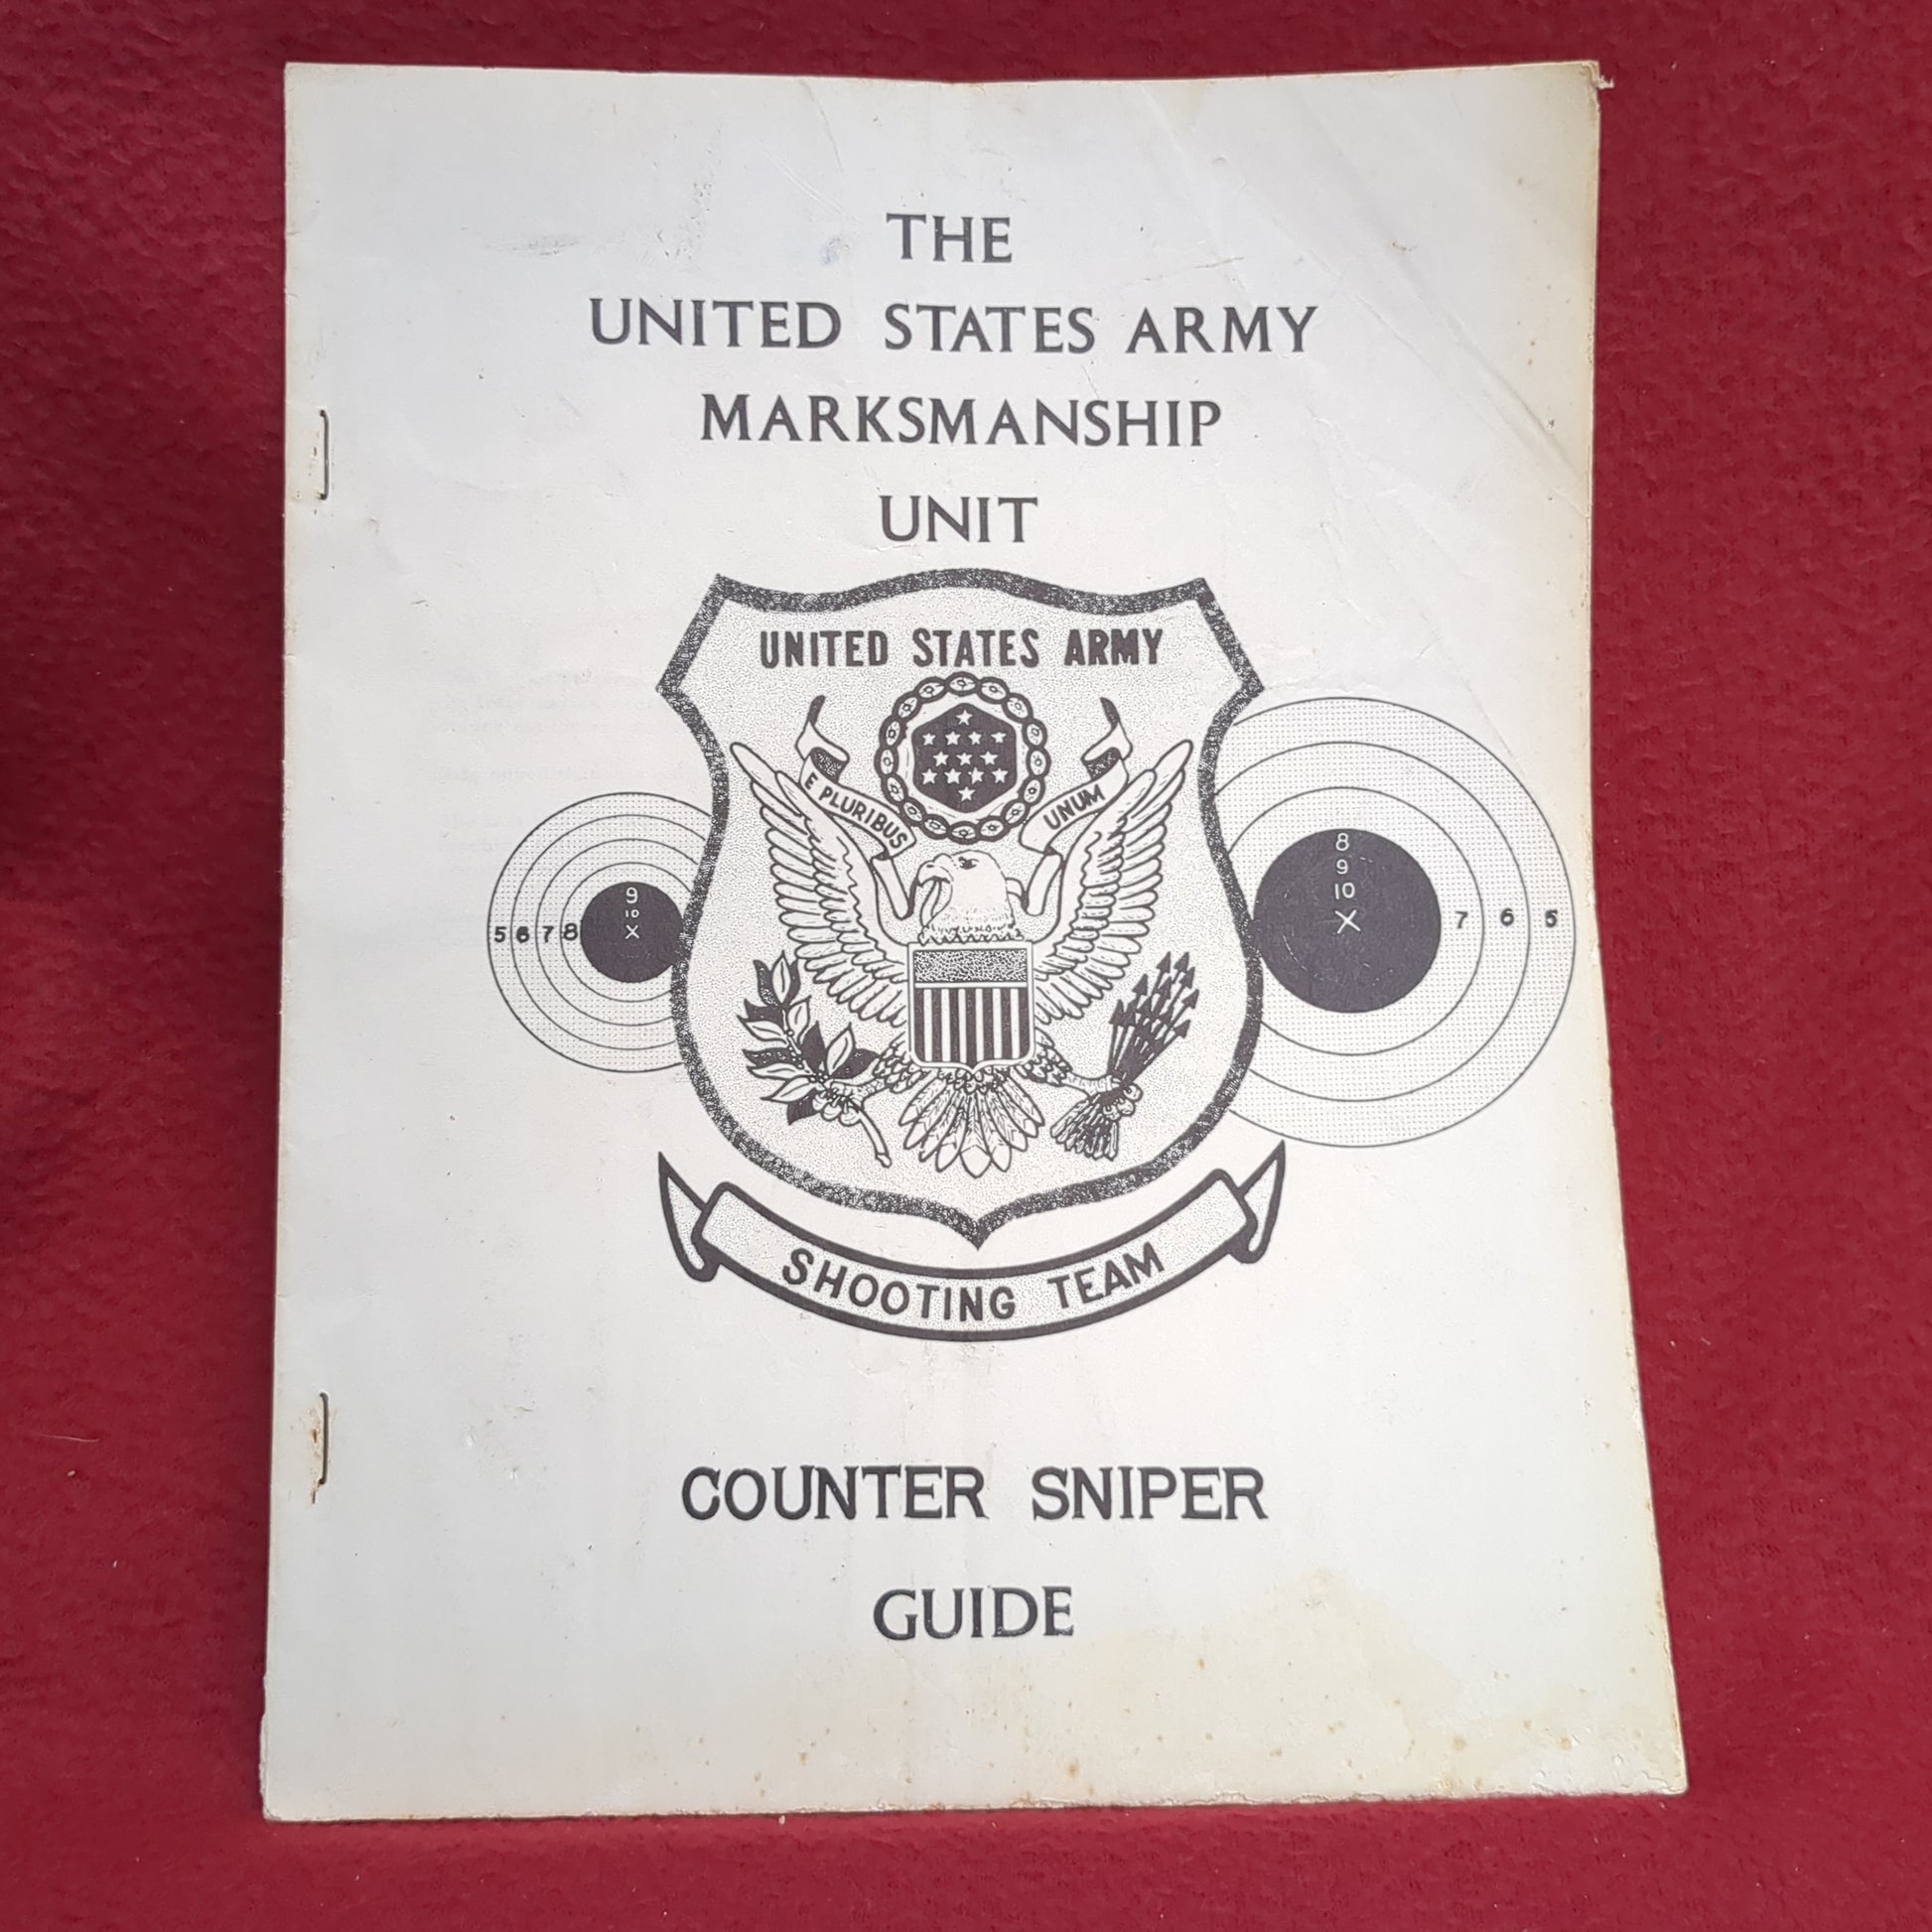 THE
UNITED STATES ARMY
MARKSMANSHIP
UNIT
UNITED STATES ARMY
E PLURIBUS UNUM
5 6 7 8
9
10
X
8
9
10
X
7 6 5
SHOOTING TEAM
COUNTER SNIPER
GUIDE